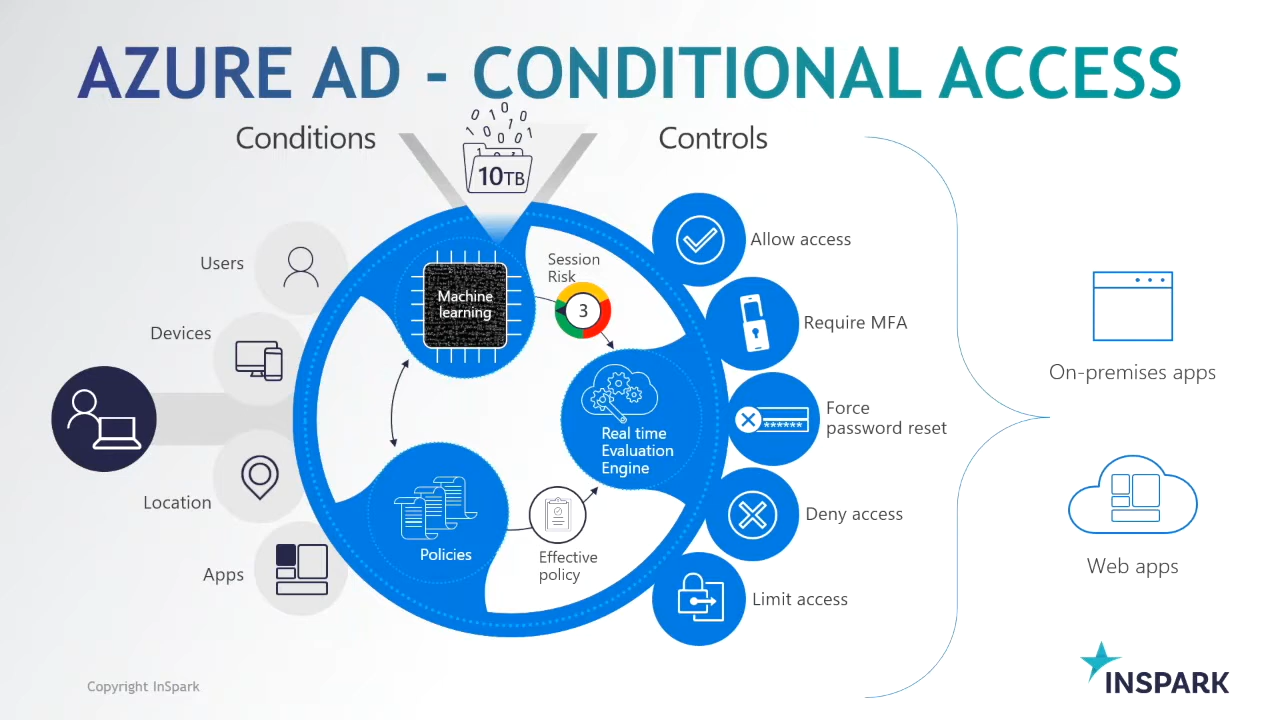 AZURE AD - CONDITIONAL ACCESS
Conditions
Controls
10TB
Users
Devices
Location
Apps
Machine
learning
Session
Risk
3
Real time
Evaluation
Engine
Policies
Effective
policy
Allow access
Require MFA
Force
password reset
Deny access
Limit access
On-premises apps
Web apps
Copyright InSpark
INSPARK